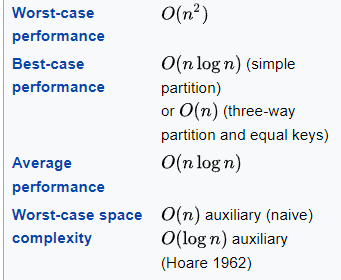 Worst-case O(n²)
performance
Best-case O(n log n) (simple
performance partition)
or O(n) (three-way
partition and equal keys)
Average O(n log n)
performance
Worst-case space O(n) auxiliary (naive)
complexity O(log n) auxiliary
(Hoare 1962)